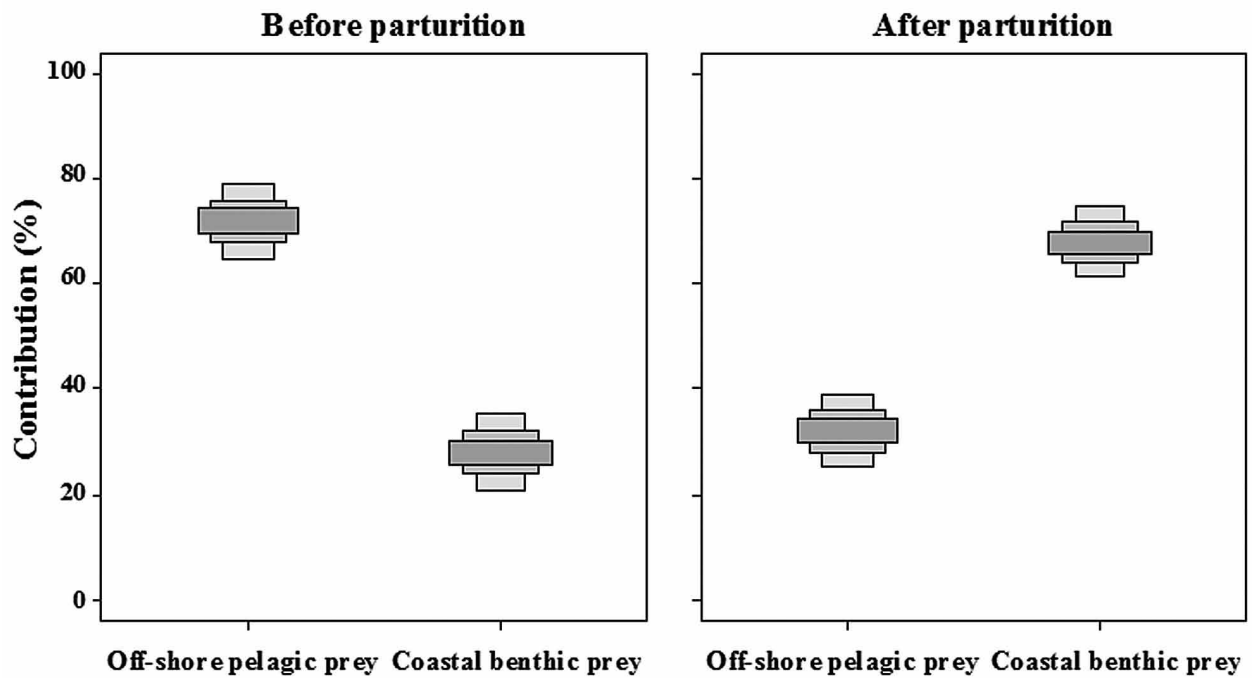 Before parturition
After parturition
Contribution (%)
100
80
60
40
20
0
Off-shore pelagic prey
Coastal benthic prey
Off-shore pelagic prey
Coastal benthic prey